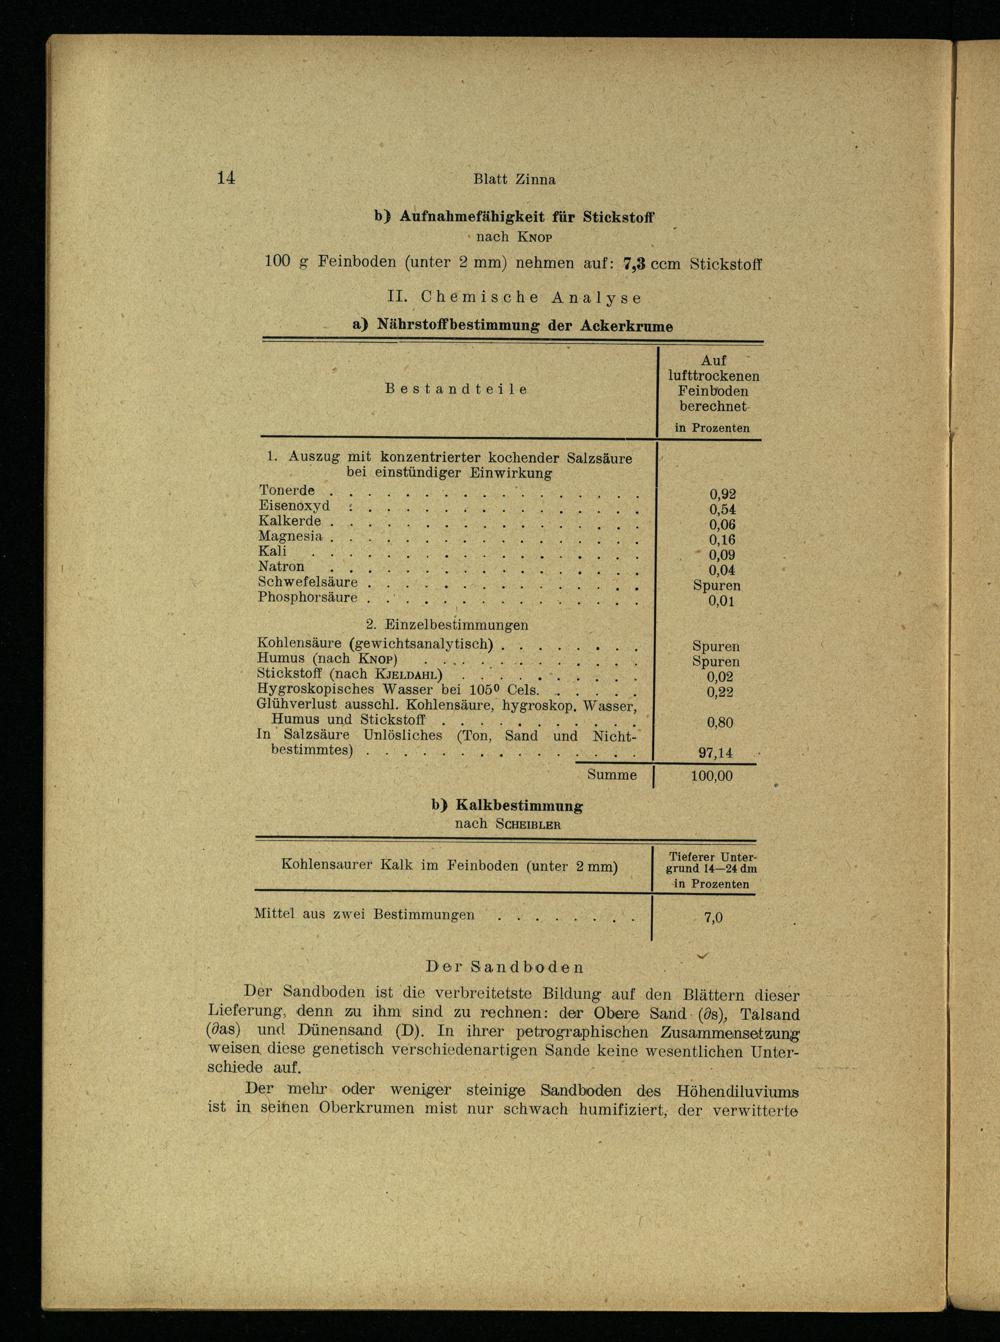 14
Blatt Zinna
b) Aufnahmefähigkeit für Stickstoff
nach Knop
100 g Feinboden (unter 2 mm) nehmen auf: 7,3 ccm Stickstoff
II. Chemische Analyse
a) Nährstoffbestimmung der Ackerkrume
Bestandteile
Auf
lufttrockenen
Feinboden
berechnet
in Prozenten
1. Auszug mit konzentrierter kochender Salzsäure
bei einstündiger Einwirkung
Tonerde . . . . . . . . . . . . . . . . . 0,92
Eisenoxyd . . . . . . . . . . . . . . . . 0,54
Kalkerde . . . . . . . . . . . . . . . . . 0,06
Magnesia . . . . . . . . . . . . . . . . . 0,16
Kali . . . . . . . . . . . . . . . . . . 0,09
Natron . . . . . . . . . . . . . . . . . 0,04
Schwefelsäure . . . . . . . . . . . . . . . Spuren
Phosphorsäure . . . . . . . . . . . . . . . 0,01
2. Einzelbestimmungen
Kohlensäure (gewichtsanalytisch) . . . . . . . . Spuren
Humus (nach Knop) . . . . . . . . . . . . Spuren
Stickstoff (nach Kjeldahl) . . . . . . . . . . 0,02
Hygroskopisches Wasser bei 105° Cels. . . . . . 0,22
Glühverlust ausschl. Kohlensäure, hygroskop. Wasser,
Humus und Stickstoff . . . . . . . . . . . 0,80
In Salzsäure Unlösliches (Ton, Sand und Nicht-
bestimmtes) . . . . . . . . . . . . . . . 97,14
Summe 100,00
b) Kalkbestimmung
nach Scheibler
Kohlensaurer Kalk im Feinboden (unter 2 mm)
Tieferer Unter-
grund 14—24 dm
in Prozenten
Mittel aus zwei Bestimmungen . . . . . . . . 7,0
Der Sandboden
Der Sandboden ist die verbreitetste Bildung auf den Blättern dieser
Lieferung, denn zu ihm sind zu rechnen: der Obere Sand (∂s), Talsand
(∂as) und Dünensand (D). In ihrer petrographischen Zusammensetzung
weisen diese genetisch verschiedenartigen Sande keine wesentlichen Unter-
schiede auf.
Der mehr oder weniger steinige Sandboden des Höhendiluviums
ist in seinen Oberkrumen mist nur schwach humifiziert, der verwitterte